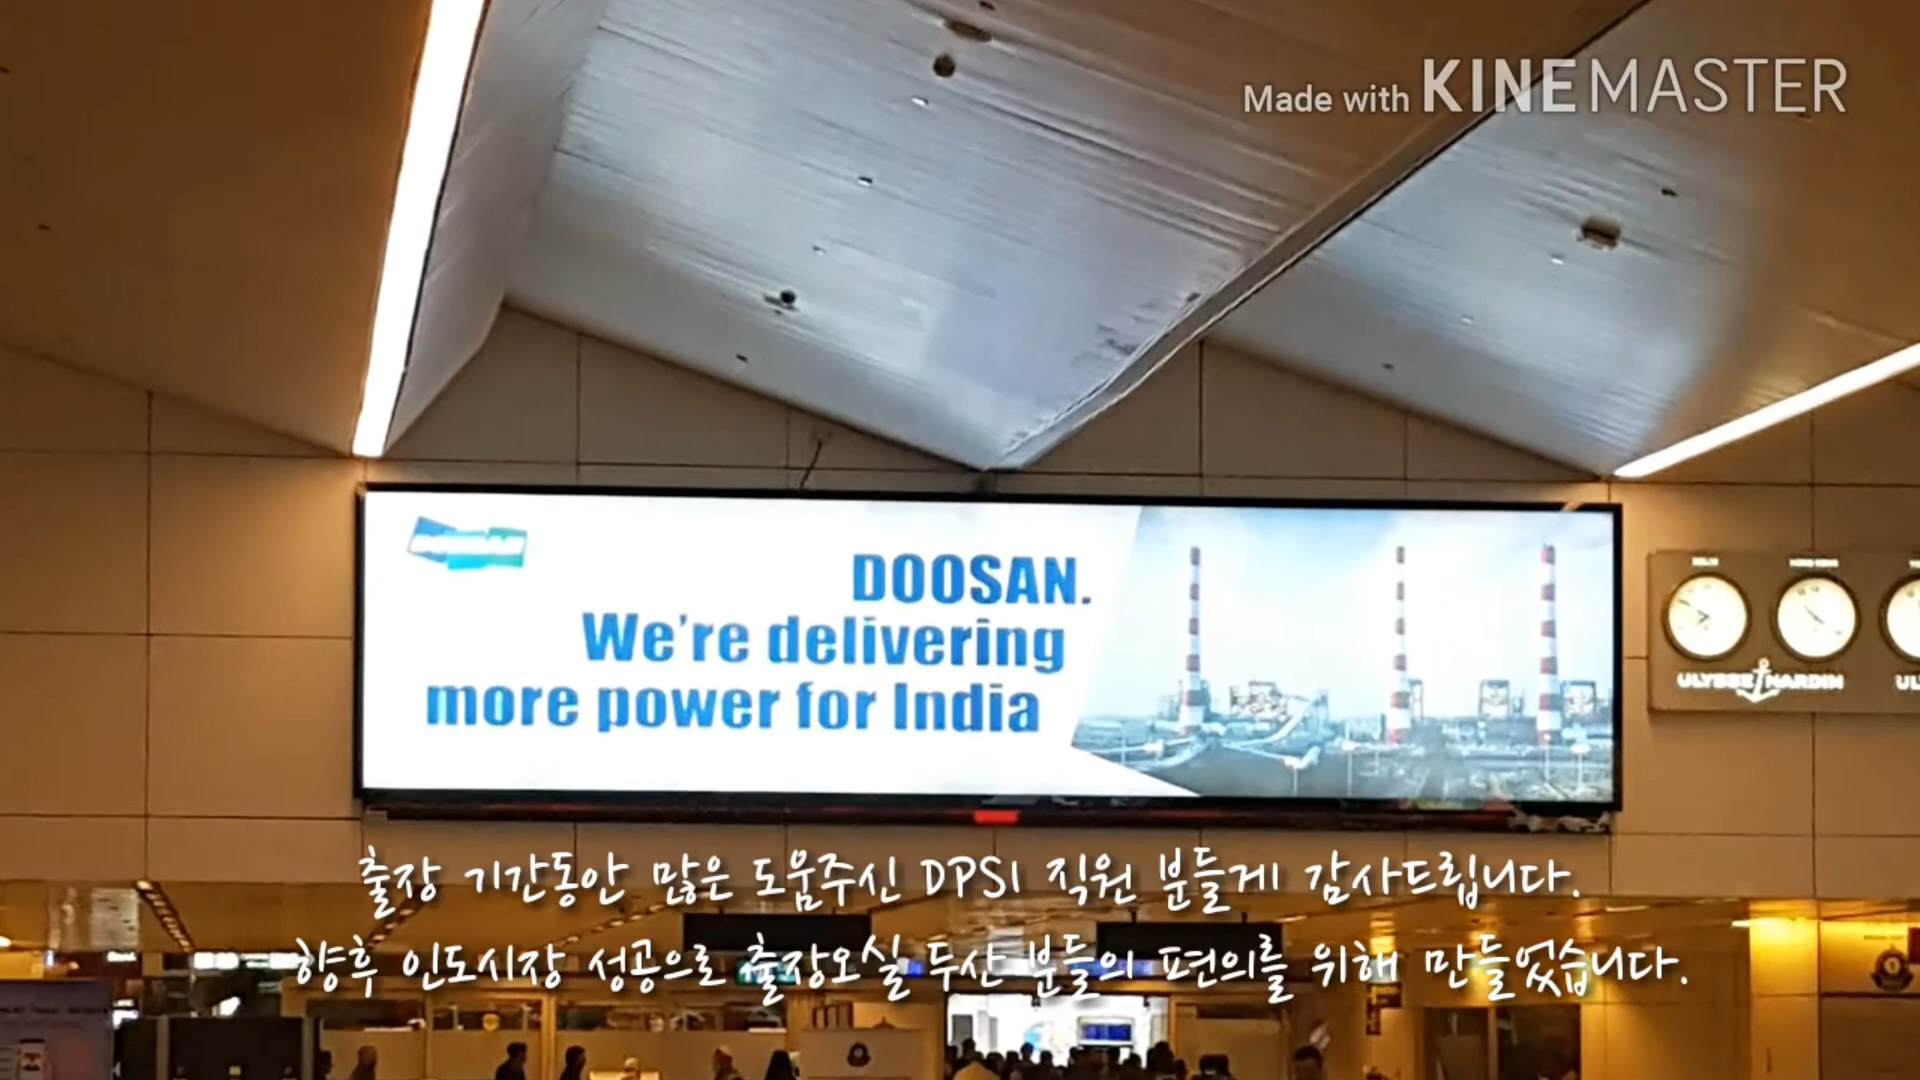 Made with KINEMASTER
DOOSAN.
We're delivering
more power for India
ULYSSE NARDIN
출장 기간동안 많은 도움주신 DPSI 직원 분들게 감사드립니다.
향후 인도시장 성공으로 출장오실 두산 분들의 편의를 위해 만들었습니다.